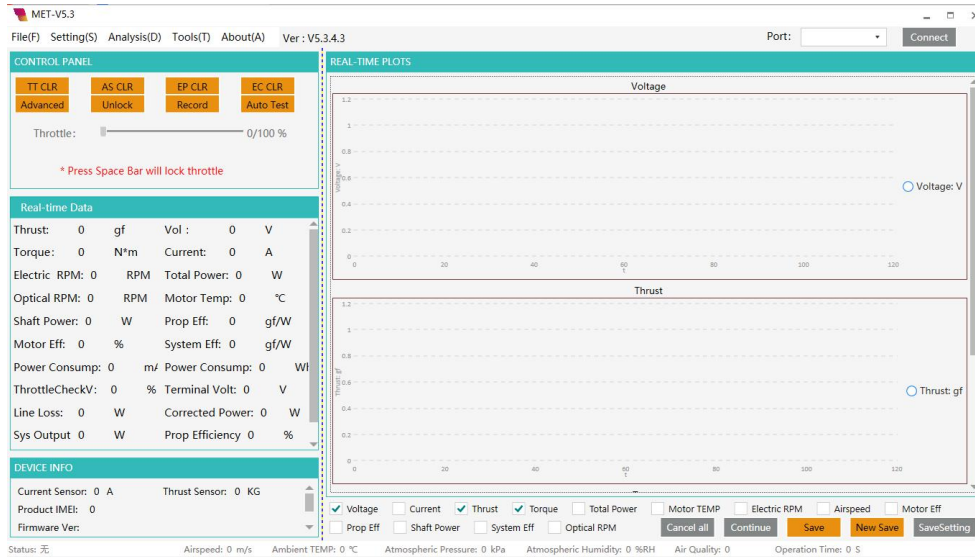 MET-V5.3
File(F) Setting(S) Analysis(D) Tools(T) About(A) Ver : V5.3.4.3 Port: Connect
CONTROL PANEL
TT CLR AS CLR EP CLR EC CLR
Advanced Unlock Record Auto Test
Throttle: 0/100 %
* Press Space Bar will lock throttle
Real-time Data
Thrust: 0 gf Vol : 0 V
Torque: 0 N*m Current: 0 A
Electric RPM: 0 RPM Total Power: 0 W
Optical RPM: 0 RPM Motor Temp: 0 ℃
Shaft Power: 0 W Prop Eff: 0 gf/W
Motor Eff: 0 % System Eff: 0 gf/W
Power Consump: 0 m/ Power Consump: 0 Wh
ThrottleCheckV: 0 % Terminal Volt: 0 V
Line Loss: 0 W Corrected Power: 0 W
Sys Output 0 W Prop Efficiency 0 %
DEVICE INFO
Current Sensor: 0 A Thrust Sensor: 0 KG
Product IMEI: 0
Firmware Ver:
REAL-TIME PLOTS
Voltage
1.2
1
0.8
voltage: V
0.6
0.4
0.2
0
0 20 40 60 80 100 120
t
Voltage: V
Thrust
1.2
1
0.8
thrust: gf
0.6
0.4
0.2
0
0 20 40 60 80 100 120
t
Thrust: gf
Voltage Current Thrust Torque Total Power Motor TEMP Electric RPM Airspeed Motor Eff
Prop Eff Shaft Power System Eff Optical RPM Cancel all Continue Save New Save SaveSetting
Status: 无 Airspeed: 0 m/s Ambient TEMP: 0 ℃ Atmospheric Pressure: 0 kPa Atmospheric Humidity: 0 %RH Air Quality: 0 Operation Time: 0 S